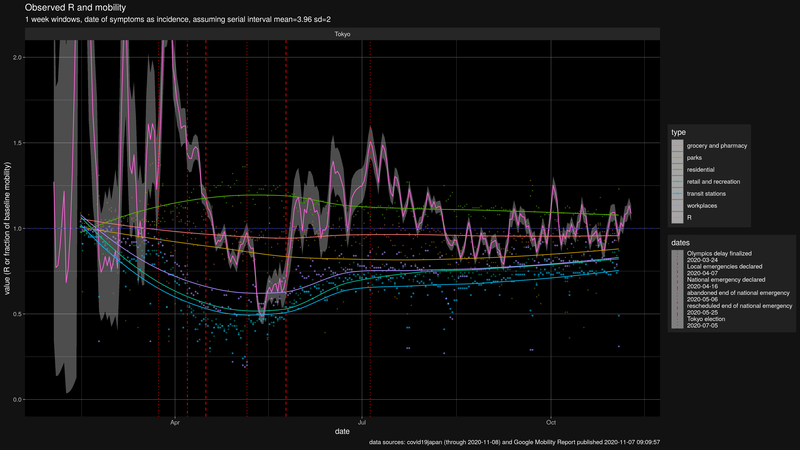 Observed R and mobility
1 week windows, date of symptoms as incidence, assuming serial interval mean=3.96 sd=2
Tokyo
value (R or fraction of baseline mobility)
2.0
1.5
1.0
0.5
0.0
Apr
Jul
Oct
date
type
grocery and pharmacy
parks
residential
retail and recreation
transit stations
workplaces
R
dates
Olympics delay finalized
2020-03-24
Local emergencies declared
2020-04-07
National emergency declared
2020-04-16
abandoned end of national emergency
2020-05-06
rescheduled end of national emergency
2020-05-25
Tokyo election
2020-07-05
data sources: covid19japan (through 2020-11-08) and Google Mobility Report published 2020-11-07 09:09:57